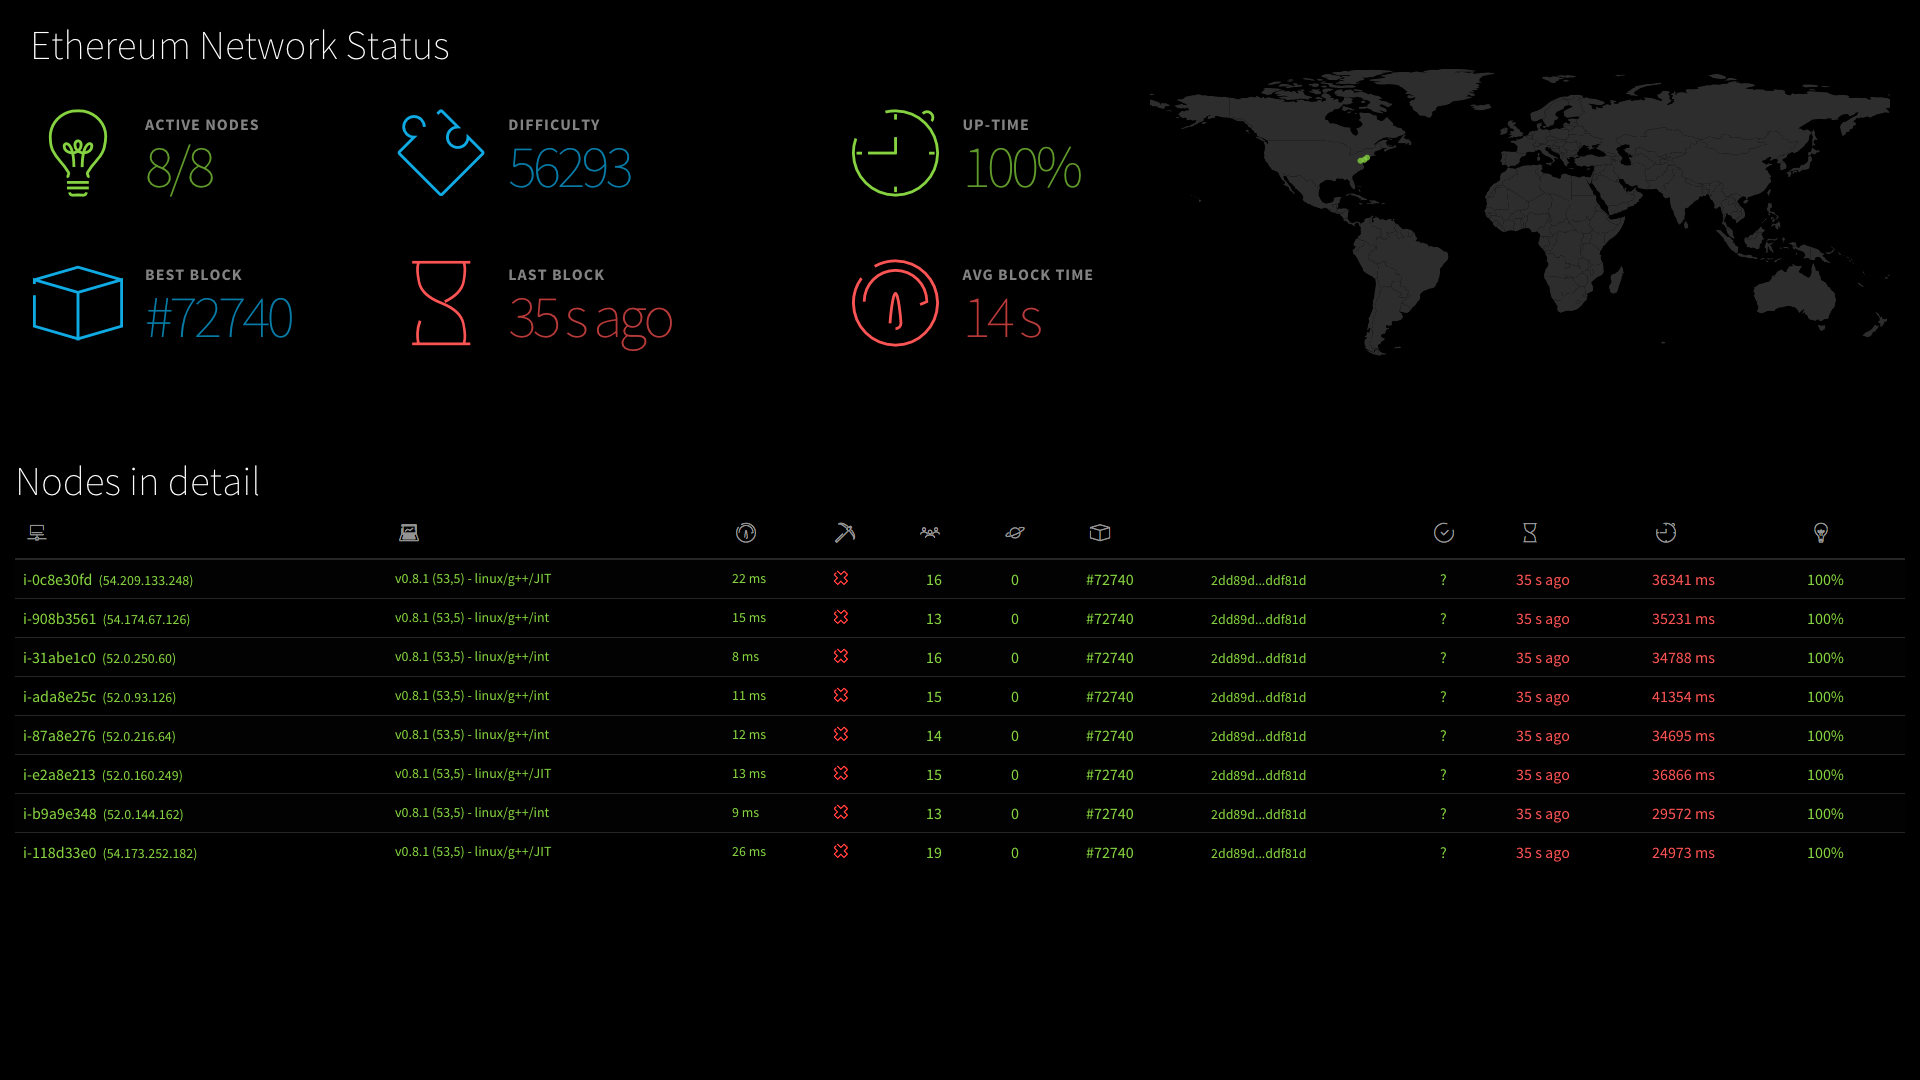 Ethereum Network Status
ACTIVE NODES
8/8
DIFFICULTY
56293
UP-TIME
100%
BEST BLOCK
#72740
LAST BLOCK
35 s ago
AVG BLOCK TIME
14 s
Nodes in detail
i-0c8e30fd (54.209.133.248) v0.8.1 (53,5) - linux/g++/JIT 22 ms 16 0 #72740 2dd89d...ddf81d ? 35 s ago 36341 ms 100%
i-908b3561 (54.174.67.126) v0.8.1 (53,5) - linux/g++/int 15 ms 13 0 #72740 2dd89d...ddf81d ? 35 s ago 35231 ms 100%
i-31abe1c0 (52.0.250.60) v0.8.1 (53,5) - linux/g++/int 8 ms 16 0 #72740 2dd89d...ddf81d ? 35 s ago 34788 ms 100%
i-ada8e25c (52.0.93.126) v0.8.1 (53,5) - linux/g++/int 11 ms 15 0 #72740 2dd89d...ddf81d ? 35 s ago 41354 ms 100%
i-87a8e276 (52.0.216.64) v0.8.1 (53,5) - linux/g++/int 12 ms 14 0 #72740 2dd89d...ddf81d ? 35 s ago 34695 ms 100%
i-e2a8e213 (52.0.160.249) v0.8.1 (53,5) - linux/g++/JIT 13 ms 15 0 #72740 2dd89d...ddf81d ? 35 s ago 36866 ms 100%
i-b9a9e348 (52.0.144.162) v0.8.1 (53,5) - linux/g++/int 9 ms 13 0 #72740 2dd89d...ddf81d ? 35 s ago 29572 ms 100%
i-118d33e0 (54.173.252.182) v0.8.1 (53,5) - linux/g++/JIT 26 ms 19 0 #72740 2dd89d...ddf81d ? 35 s ago 24973 ms 100%